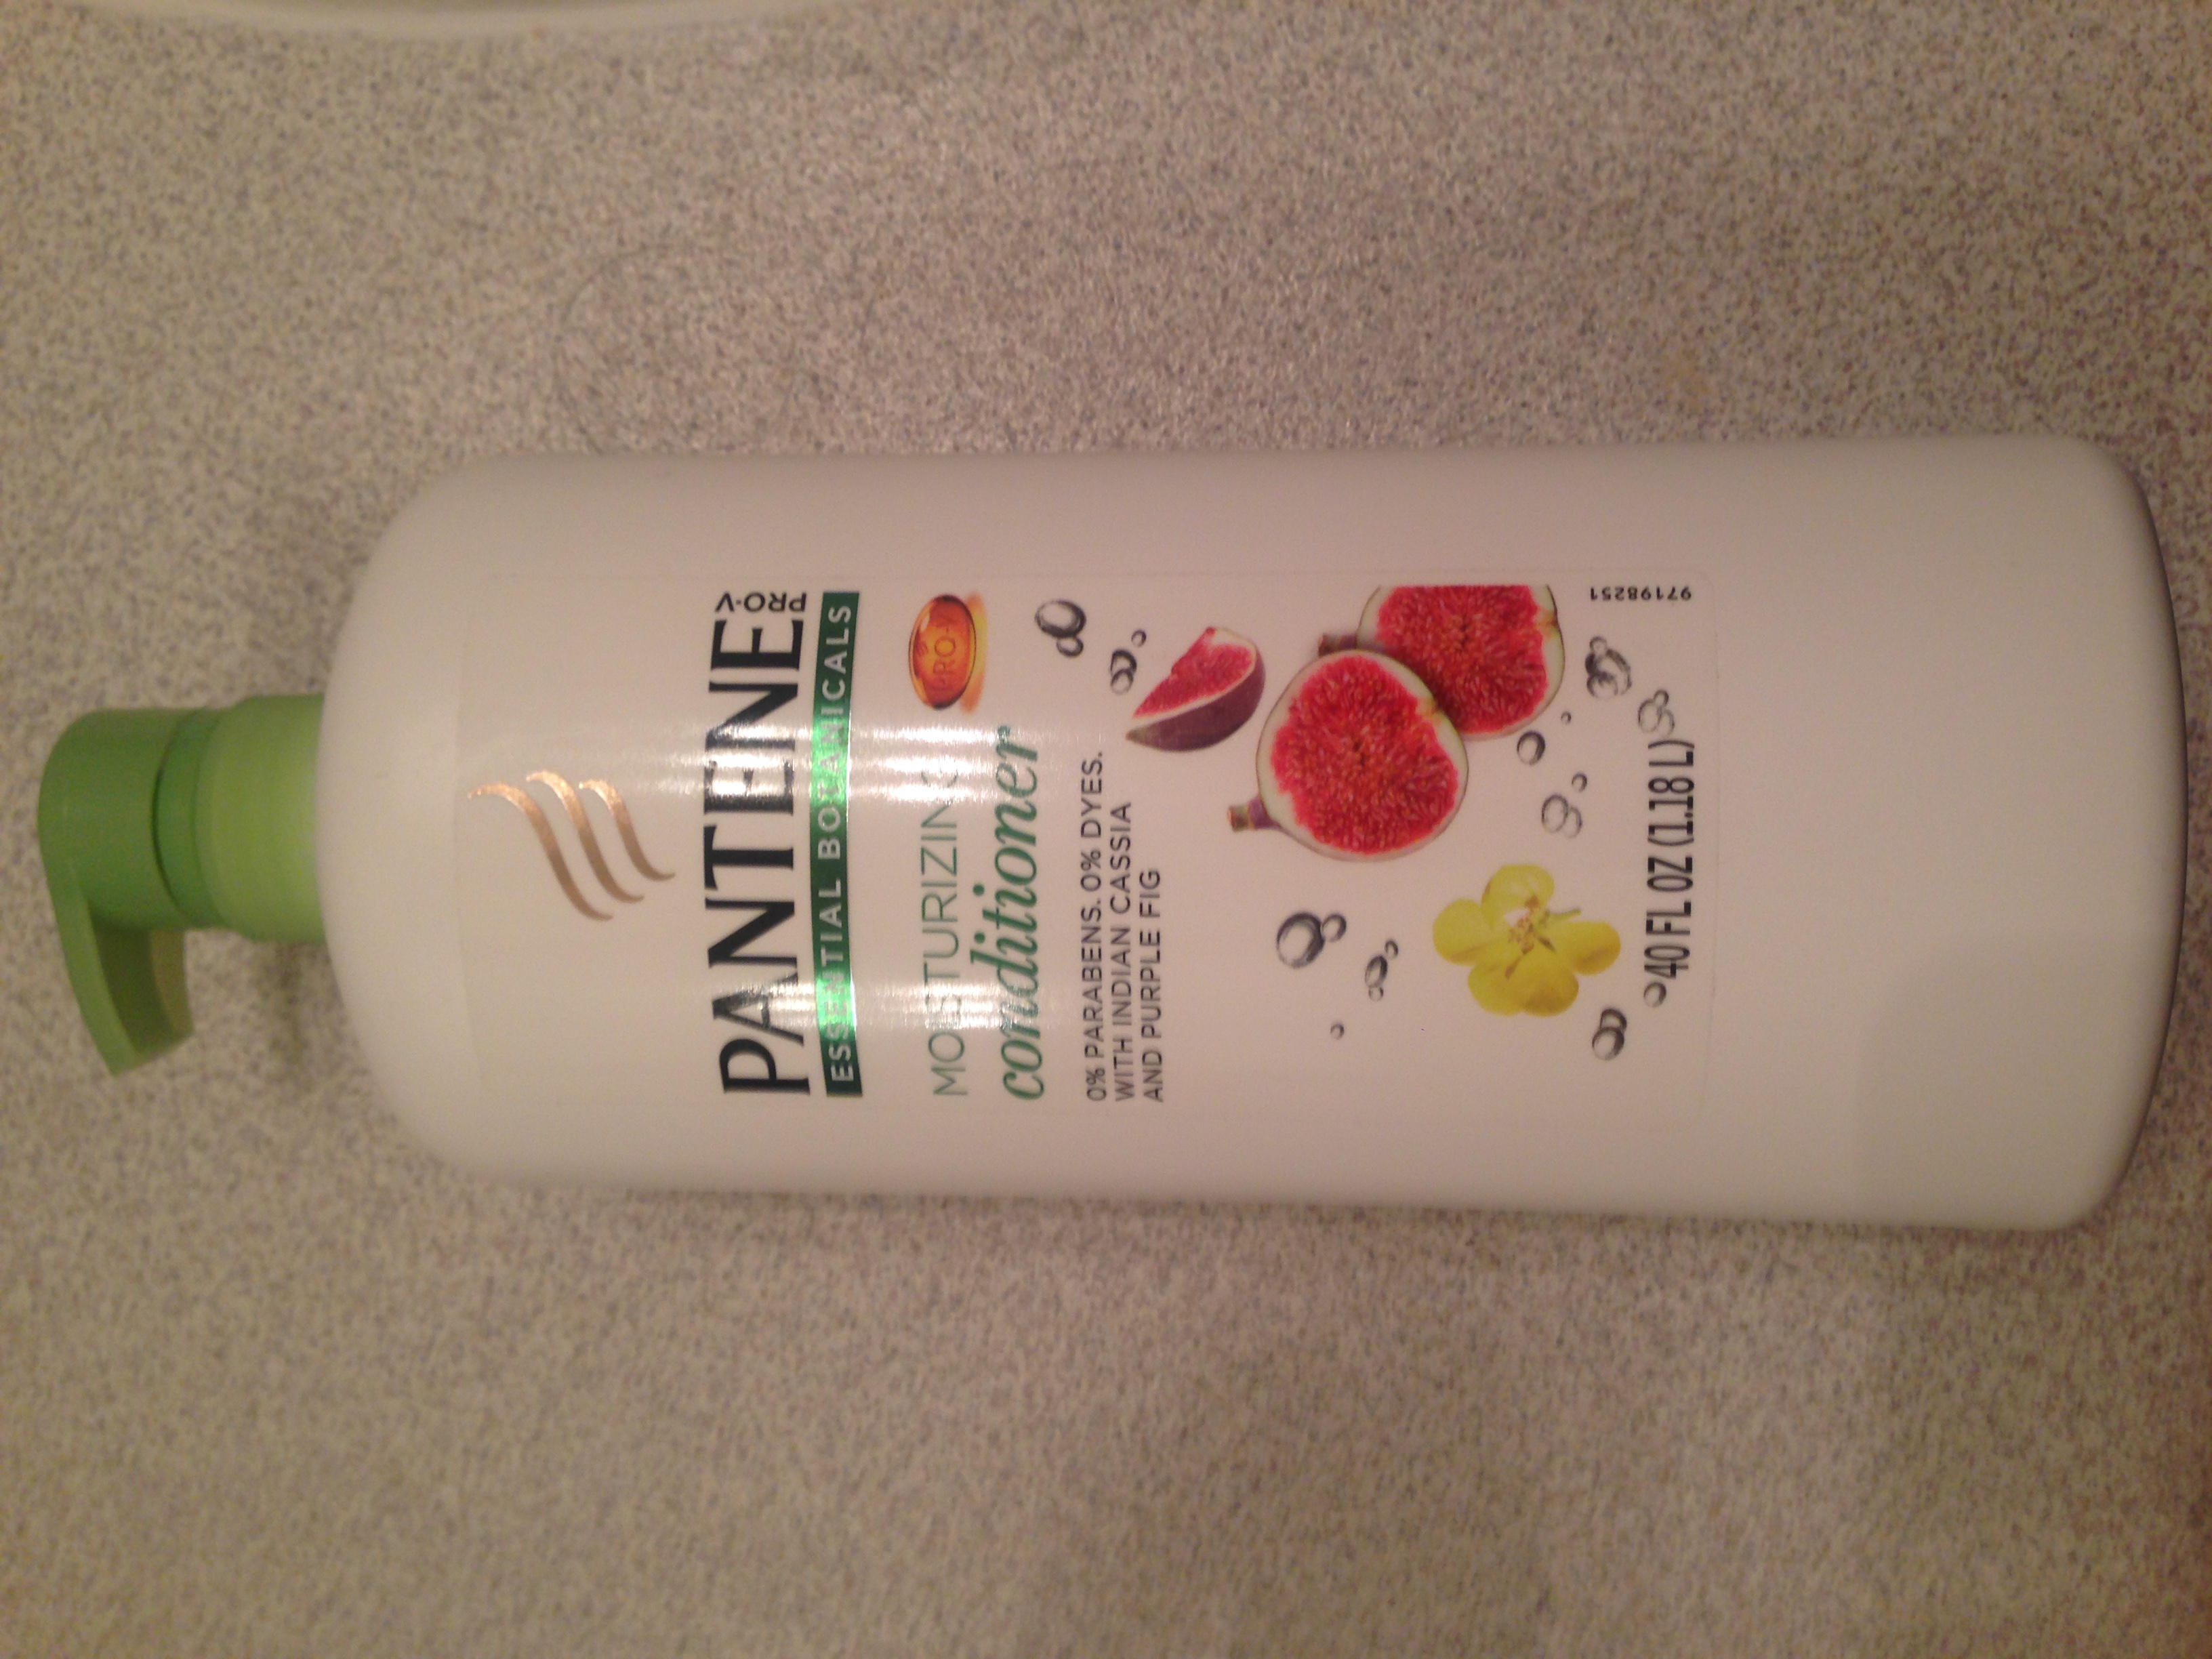 PANTENE
PRO-V
ESSENTIAL BOTANICALS
MOISTURIZING
PRO-V
conditioner
0% PARABENS. 0% DYES.
WITH INDIAN CASSIA
AND PURPLE FIG
40 FL OZ (1.18 L)
97198251